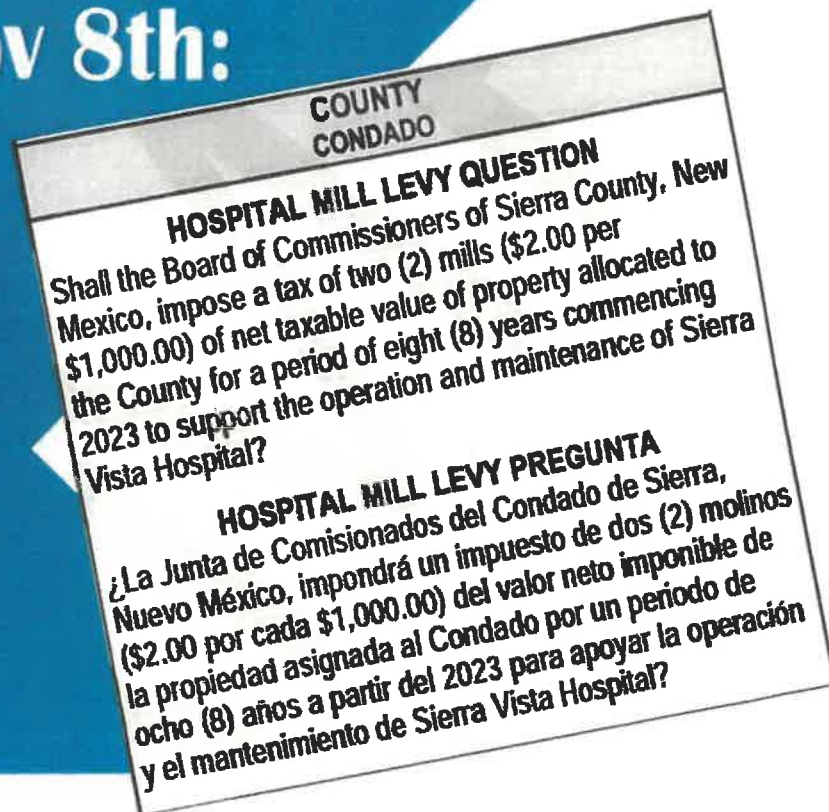 8th:
COUNTY
CONDADO
HOSPITAL MILL LEVY QUESTION
Shall the Board of Commissioners of Sierra County, New
Mexico, impose a tax of two (2) mills ($2.00 per
$1,000.00) of net taxable value of property allocated to
the County for a period of eight (8) years commencing
2023 to support the operation and maintenance of Sierra
Vista Hospital?
HOSPITAL MILL LEVY PREGUNTA
¿La Junta de Comisionados del Condado de Sierra,
Nuevo México, impondrá un impuesto de dos (2) molinos
($2.00 por cada $1,000.00) del valor neto imponible de
la propiedad asignada al Condado por un periodo de
ocho (8) años a partir del 2023 para apoyar la operación
y el mantenimiento de Sierra Vista Hospital?